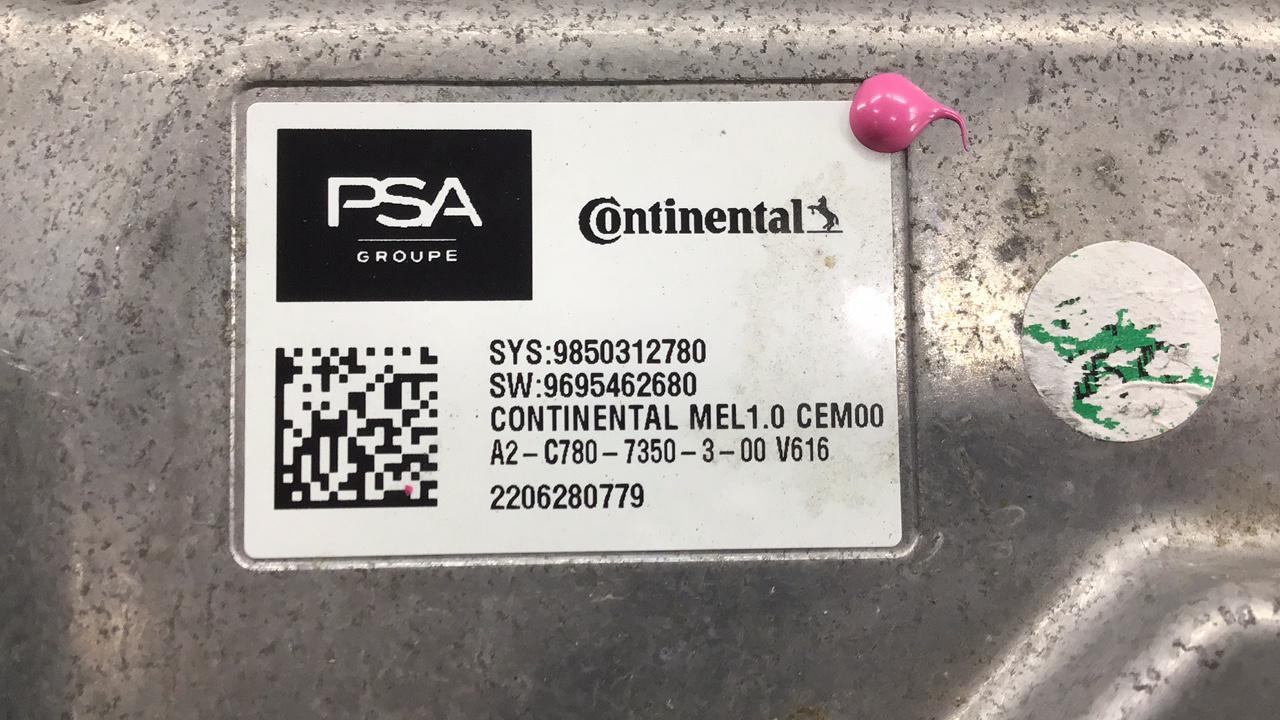 PSA
GROUPE
Continental
SYS:9850312780
SW:9695462680
CONTINENTAL MEL1.0 CEM00
A2-C780-7350-3-00 V616
2206280779